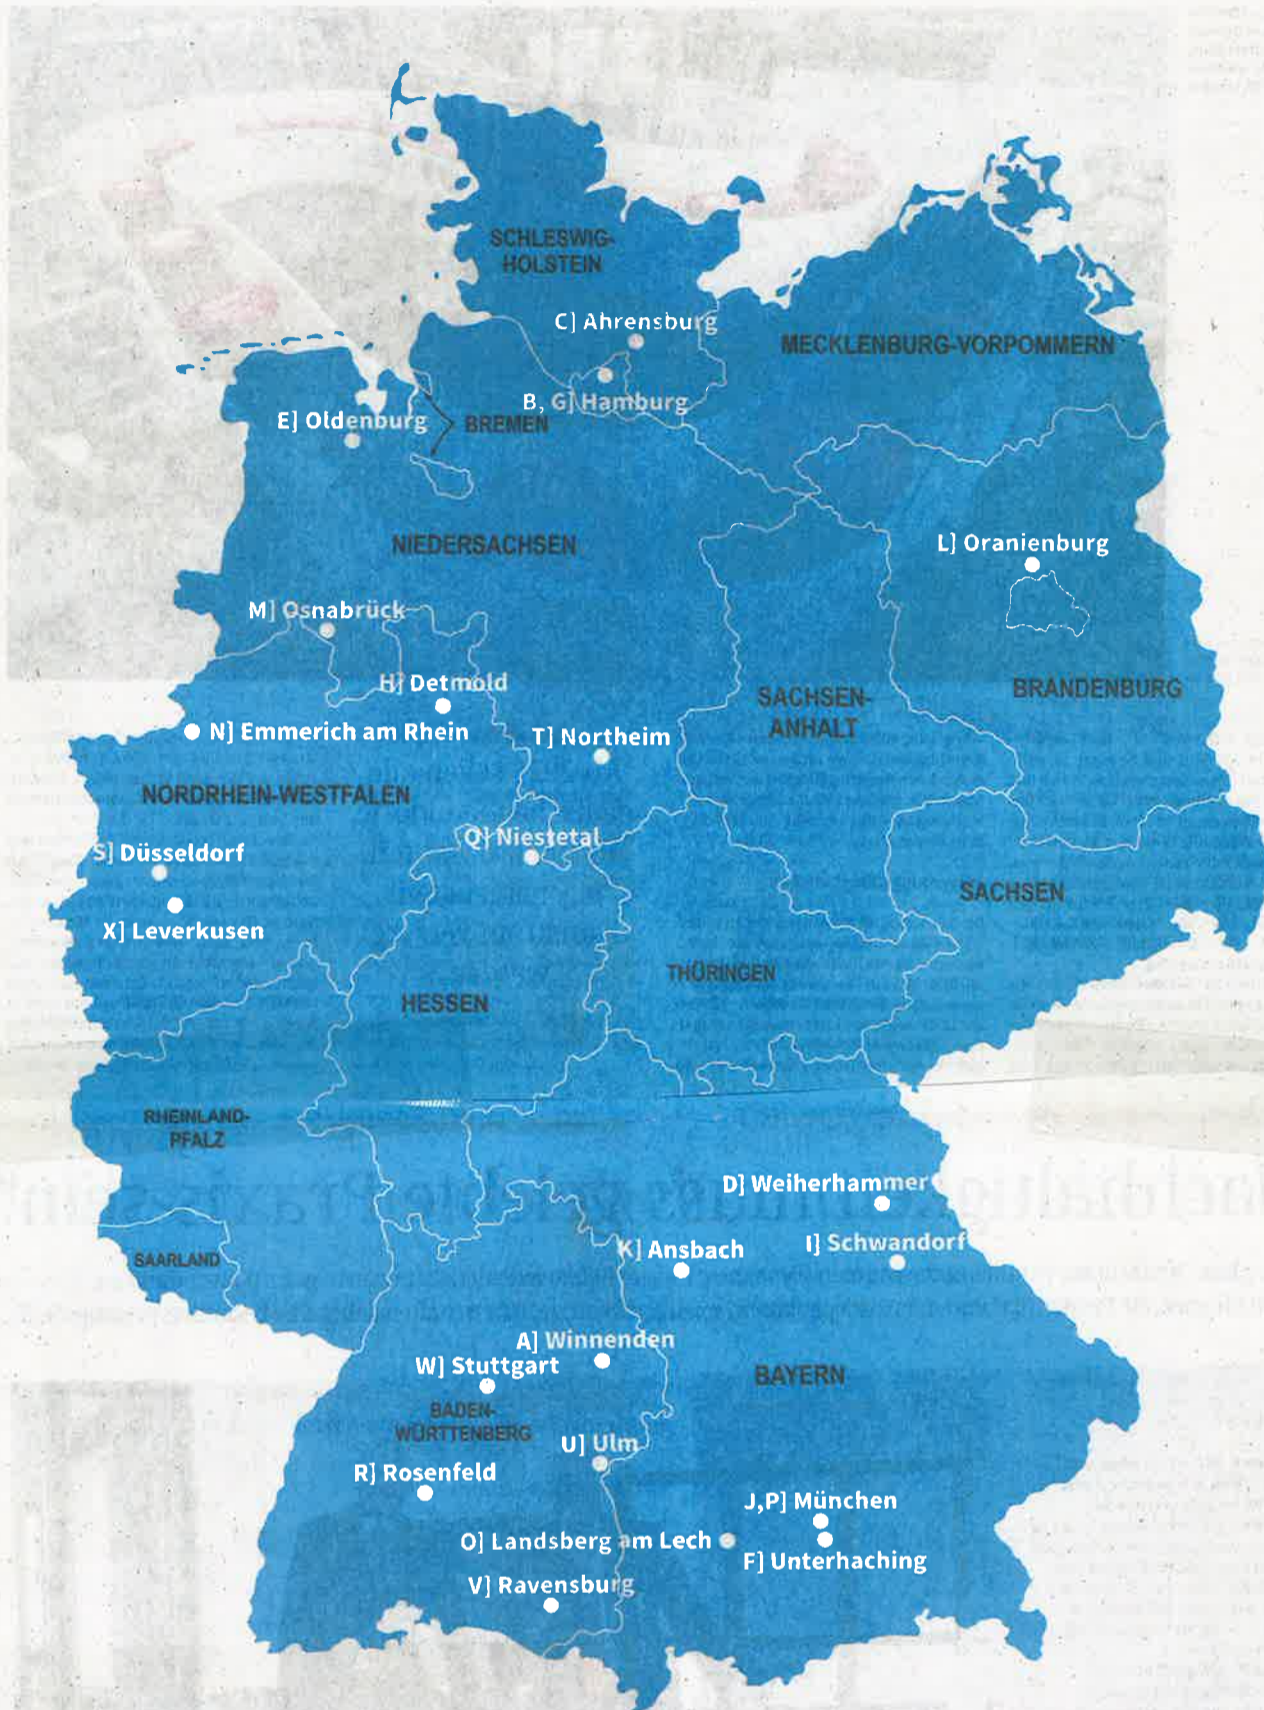 SCHLESWIG-
HOLSTEIN
C] Ahrensburg
MECKLENBURG-VORPOMMERN
B, G] Hamburg
E] Oldenburg
BREMEN
NIEDERSACHSEN
L] Oranienburg
M] Osnabrück
H] Detmold
SACHSEN-
ANHALT
BRANDENBURG
N] Emmerich am Rhein
T] Northeim
NORDRHEIN-WESTFALEN
Q] Niestetal
S] Düsseldorf
SACHSEN
X] Leverkusen
THÜRINGEN
HESSEN
RHEINLAND-
PFALZ
D] Weiherhammer
K] Ansbach
I] Schwandorf
SAARLAND
A] Winnenden
W] Stuttgart
BAYERN
BADEN-
WÜRTTENBERG
U] Ulm
R] Rosenfeld
J,P] München
O] Landsberg am Lech
F] Unterhaching
V] Ravensburg